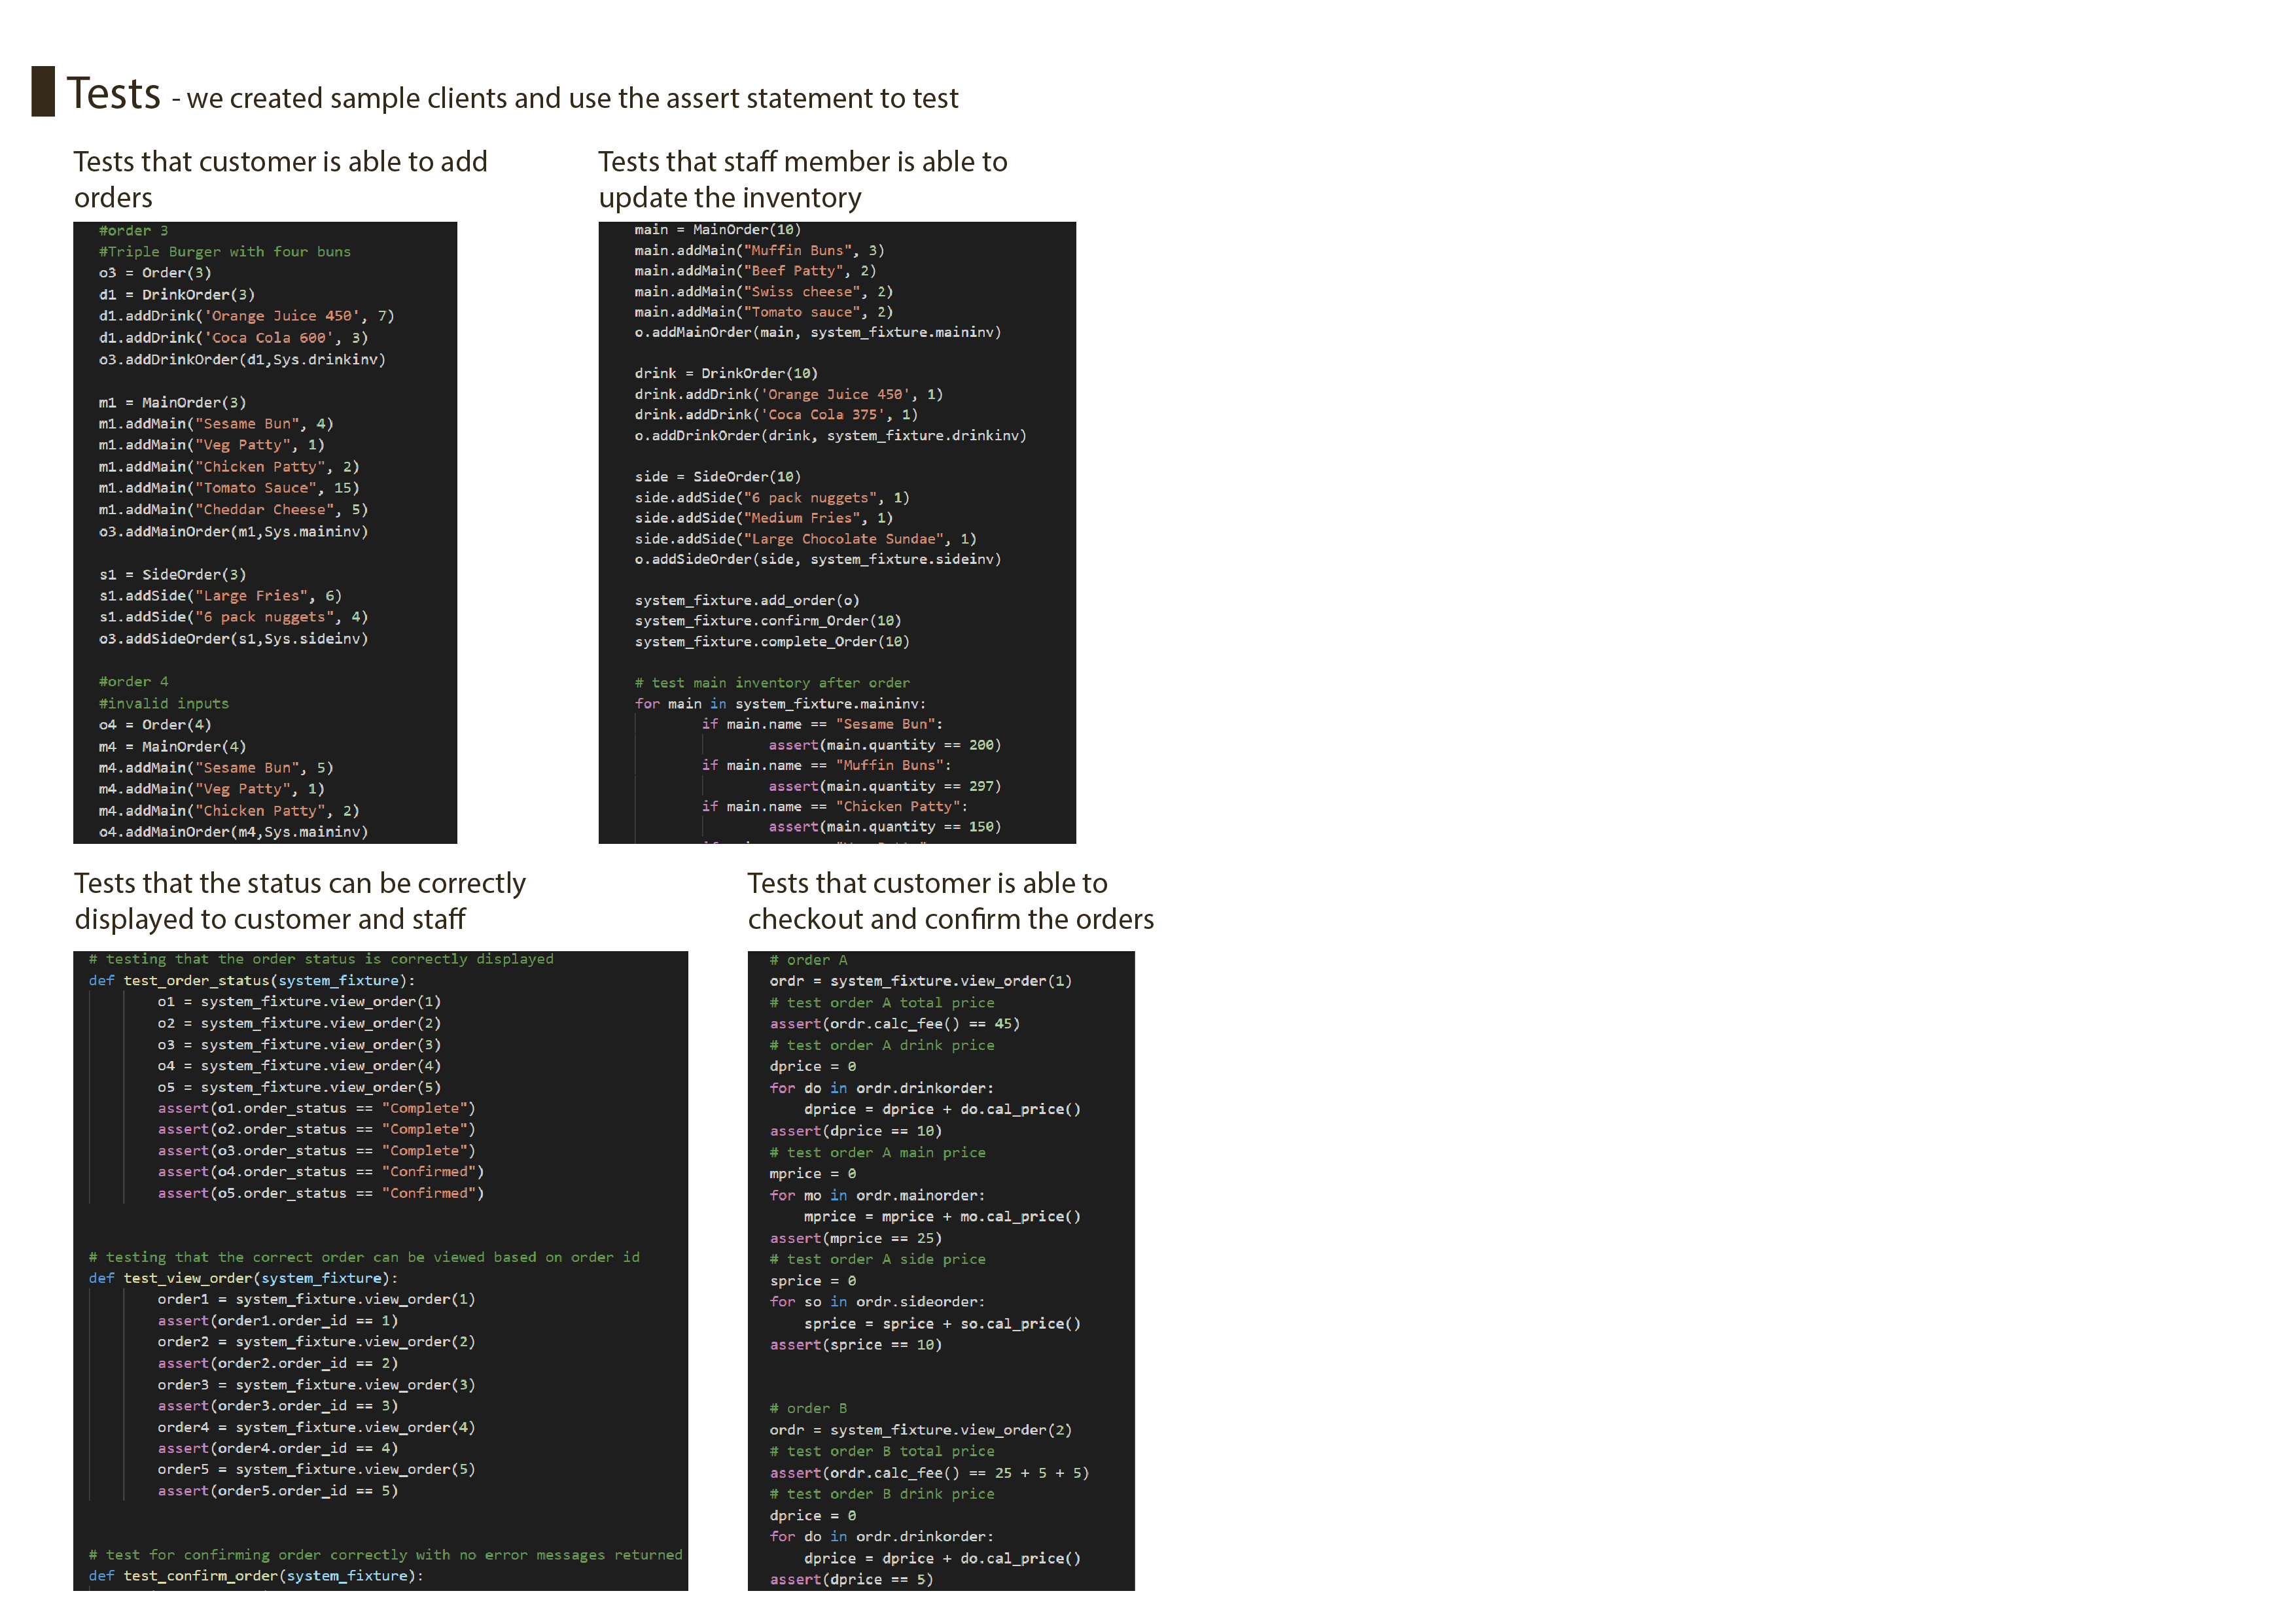 Tests - we created sample clients and use the assert statement to test
Tests that customer is able to add
orders
#order 3
#Triple Burger with four buns
o3 = Order(3)
d1 = DrinkOrder(3)
d1.addDrink('Orange Juice 450', 7)
d1.addDrink('Coca Cola 600', 3)
o3.addDrinkOrder(d1,Sys.drinkinv)
m1 = MainOrder(3)
m1.addMain("Sesame Bun", 4)
m1.addMain("Veg Patty", 1)
m1.addMain("Chicken Patty", 2)
m1.addMain("Tomato Sauce", 15)
m1.addMain("Cheddar Cheese", 5)
o3.addMainOrder(m1,Sys.maininv)
s1 = SideOrder(3)
s1.addSide("Large Fries", 6)
s1.addSide("6 pack nuggets", 4)
o3.addSideOrder(s1,Sys.sideinv)
#order 4
#invalid inputs
o4 = Order(4)
m4 = MainOrder(4)
m4.addMain("Sesame Bun", 5)
m4.addMain("Veg Patty", 1)
m4.addMain("Chicken Patty", 2)
o4.addMainOrder(m4,Sys.maininv)
Tests that staff member is able to
update the inventory
main = MainOrder(10)
main.addMain("Muffin Buns", 3)
main.addMain("Beef Patty", 2)
main.addMain("Swiss cheese", 2)
main.addMain("Tomato sauce", 2)
o.addMainOrder(main, system_fixture.maininv)
drink = DrinkOrder(10)
drink.addDrink('Orange Juice 450', 1)
drink.addDrink('Coca Cola 375', 1)
o.addDrinkOrder(drink, system_fixture.drinkinv)
side = SideOrder(10)
side.addSide("6 pack nuggets", 1)
side.addSide("Medium Fries", 1)
side.addSide("Large Chocolate Sundae", 1)
o.addSideOrder(side, system_fixture.sideinv)
system_fixture.add_order(o)
system_fixture.confirm_Order(10)
system_fixture.complete_Order(10)
# test main inventory after order
for main in system_fixture.maininv:
if main.name == "Sesame Bun":
assert(main.quantity == 200)
if main.name == "Muffin Buns":
assert(main.quantity == 297)
if main.name == "Chicken Patty":
assert(main.quantity == 150)
Tests that the status can be correctly
displayed to customer and staff
# testing that the order status is correctly displayed
def test_order_status(system_fixture):
o1 = system_fixture.view_order(1)
o2 = system_fixture.view_order(2)
o3 = system_fixture.view_order(3)
o4 = system_fixture.view_order(4)
o5 = system_fixture.view_order(5)
assert(o1.order_status == "Complete")
assert(o2.order_status == "Complete")
assert(o3.order_status == "Complete")
assert(o4.order_status == "Confirmed")
assert(o5.order_status == "Confirmed")
# testing that the correct order can be viewed based on order id
def test_view_order(system_fixture):
order1 = system_fixture.view_order(1)
assert(order1.order_id == 1)
order2 = system_fixture.view_order(2)
assert(order2.order_id == 2)
order3 = system_fixture.view_order(3)
assert(order3.order_id == 3)
order4 = system_fixture.view_order(4)
assert(order4.order_id == 4)
order5 = system_fixture.view_order(5)
assert(order5.order_id == 5)
# test for confirming order correctly with no error messages returned
def test_confirm_order(system_fixture):
Tests that customer is able to
checkout and confirm the orders
# order A
ordr = system_fixture.view_order(1)
# test order A total price
assert(ordr.calc_fee() == 45)
# test order A drink price
dprice = 0
for do in ordr.drinkorder:
dprice = dprice + do.cal_price()
assert(dprice == 10)
# test order A main price
mprice = 0
for mo in ordr.mainorder:
mprice = mprice + mo.cal_price()
assert(mprice == 25)
# test order A side price
sprice = 0
for so in ordr.sideorder:
sprice = sprice + so.cal_price()
assert(sprice == 10)
# order B
ordr = system_fixture.view_order(2)
# test order B total price
assert(ordr.calc_fee() == 25 + 5 + 5)
# test order B drink price
dprice = 0
for do in ordr.drinkorder:
dprice = dprice + do.cal_price()
assert(dprice == 5)